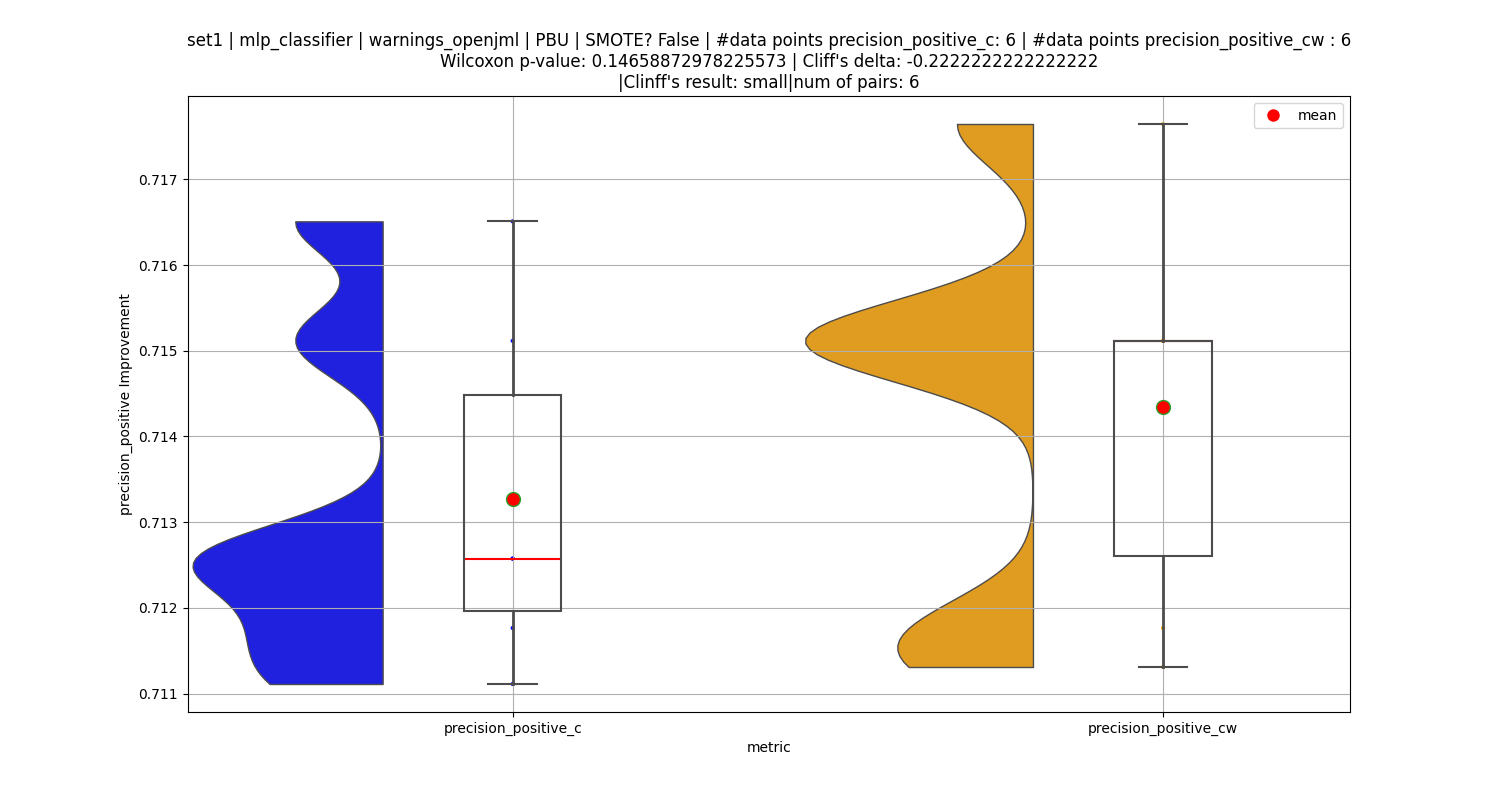 set1 | mlp_classifier | warnings_openjml | PBU | SMOTE? False | #data points precision_positive_c: 6 | #data points precision_positive_cw : 6
Wilcoxon p-value: 0.14658872978225573 | Cliff's delta: -0.2222222222222222
|Clinff's result: small|num of pairs: 6
mean
0.717
0.716
0.715
0.714
0.713
0.712
0.711
precision_positive Improvement
precision_positive_c
precision_positive_cw
metric